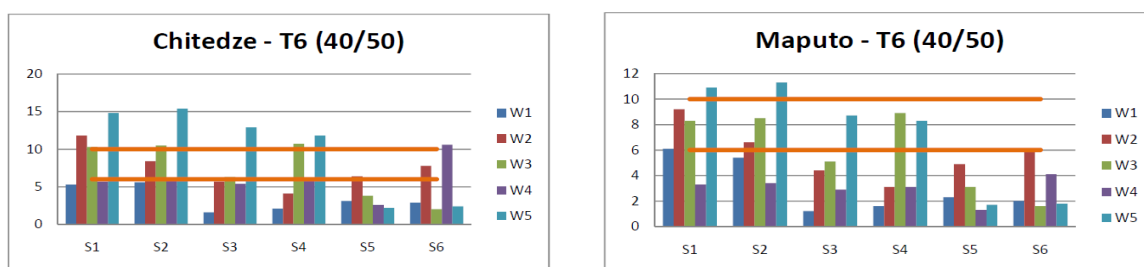 Chitedze - T6 (40/50)
20
15
10
5
0
S1 S2 S3 S4 S5 S6
W1
W2
W3
W4
W5
Maputo - T6 (40/50)
12
10
8
6
4
2
0
S1 S2 S3 S4 S5 S6
W1
W2
W3
W4
W5